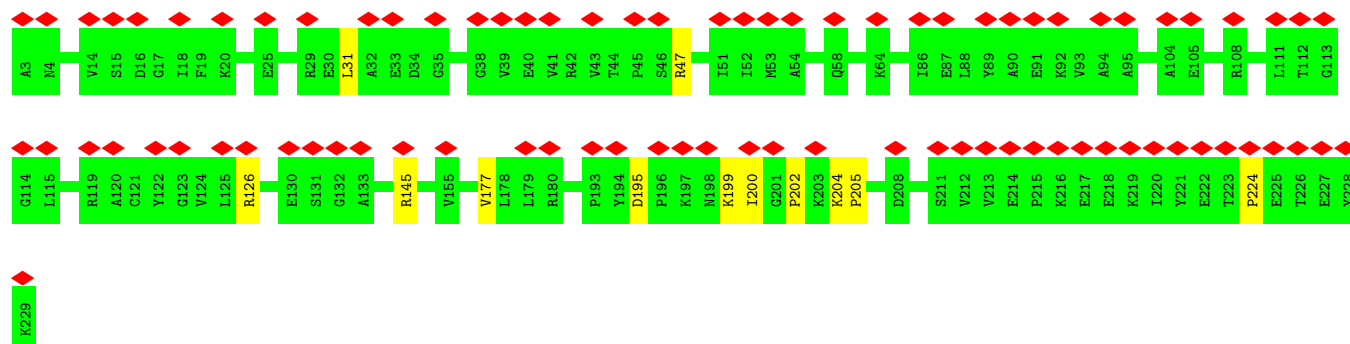 A3 N4 V14 S15 D16 G17 I18 F19 K20 E25 R29 E30 L31 A32 E33 D34 G35 G38 V39 E40 V41 R42 V43 T44 P45 S46 R47 I51 I52 M53 A54 Q58 K64 I86 E87 L88 Y89 A90 E91 K92 V93 A94 A95 A104 E105 R108 L111 T112 G113
G114 L115 R119 A120 C121 Y122 G123 V124 L125 R126 E130 S131 G132 A133 R145 V155 V177 L178 L179 R180 P193 Y194 D195 P196 K197 N198 K199 I200 G201 P202 K203 K204 P205 D208 S211 V212 V213 E214 P215 K216 E217 E218 K219 I220 Y221 E222 T223 P224 E225 T226 E227 Y228
K229